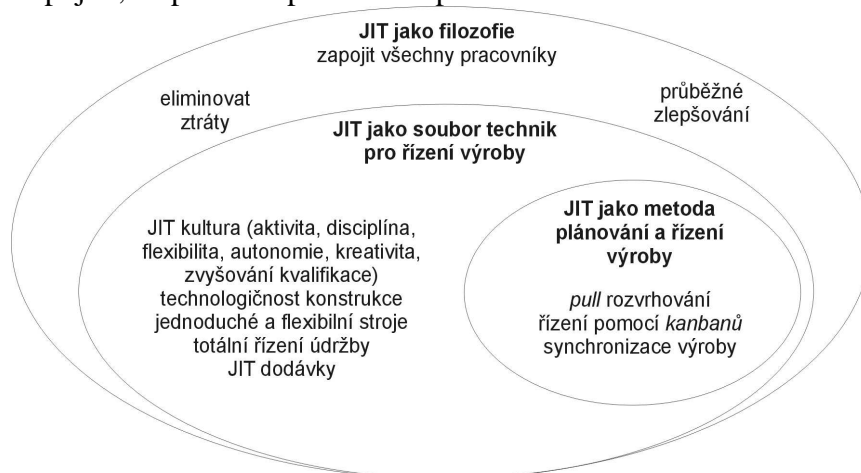 JIT jako filozofie
zapojit všechny pracovníky
eliminovat
ztráty
průběžné
zlepšování
JIT jako soubor technik
pro řízení výroby
JIT kultura (aktivita, disciplína,
flexibilita, autonomie, kreativita,
zvyšování kvalifikace)
technologičnost konstrukce
jednoduché a flexibilní stroje
totální řízení údržby
JIT dodávky
JIT jako metoda
plánování a řízení
výroby
pull rozvrhování
řízení pomocí kanbanů
synchronizace výroby